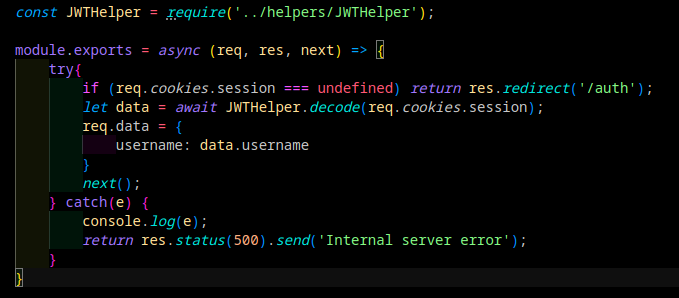 const JWTHelper = require('../helpers/JWTHelper');
module.exports = async (req, res, next) => {
try{
if (req.cookies.session === undefined) return res.redirect('/auth');
let data = await JWTHelper.decode(req.cookies.session);
req.data = {
username: data.username
}
next();
} catch(e) {
console.log(e);
return res.status(500).send('Internal server error');
}
}